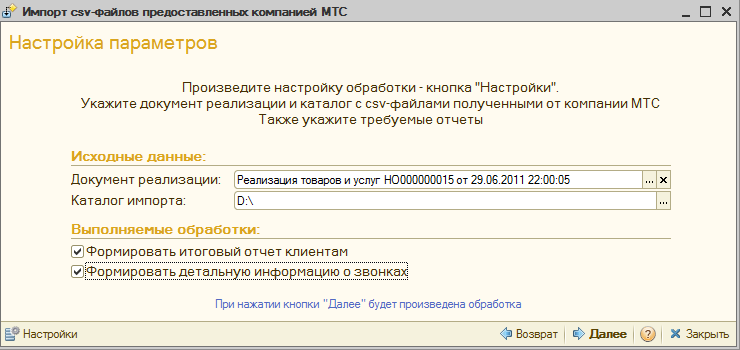 Импорт csv-файлов предоставленных компанией МТС
Настройка параметров
Произведите настройку обработки - кнопка "Настройки".
Укажите документ реализации и каталог с csv-файлами полученными от компании МТС
Также укажите требуемые отчеты
Исходные данные:
Документ реализации: Реализация товаров и услуг НО000000015 от 29.06.2011 22:00:05 ... ×
Каталог импорта: D:\ ...
Выполняемые обработки:
Формировать итоговый отчет клиентам
Формировать детальную информацию о звонках
При нажатии кнопки "Далее" будет произведена обработка
Настройки Возврат Далее ? Закрыть